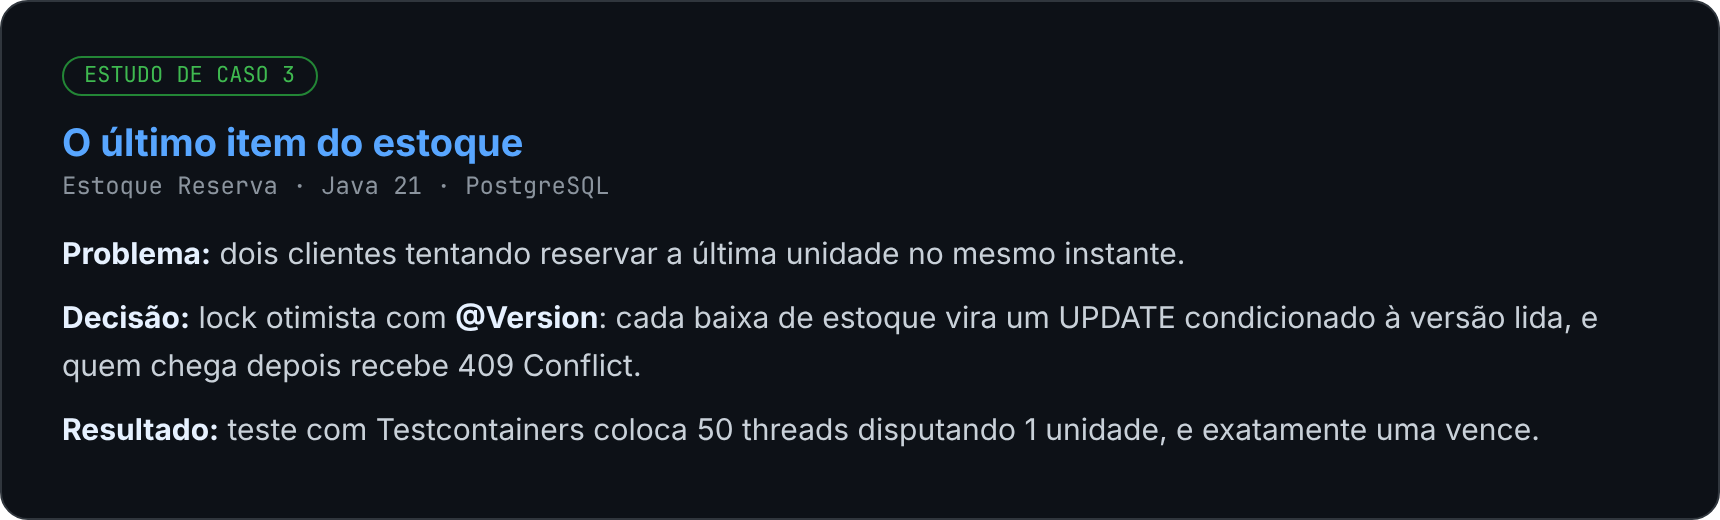 ESTUDO DE CASO 3
O último item do estoque
Estoque Reserva · Java 21 · PostgreSQL
Problema: dois clientes tentando reservar a última unidade no mesmo instante.
Decisão: lock otimista com @Version: cada baixa de estoque vira um UPDATE condicionado à versão lida, e
quem chega depois recebe 409 Conflict.
Resultado: teste com Testcontainers coloca 50 threads disputando 1 unidade, e exatamente uma vence.